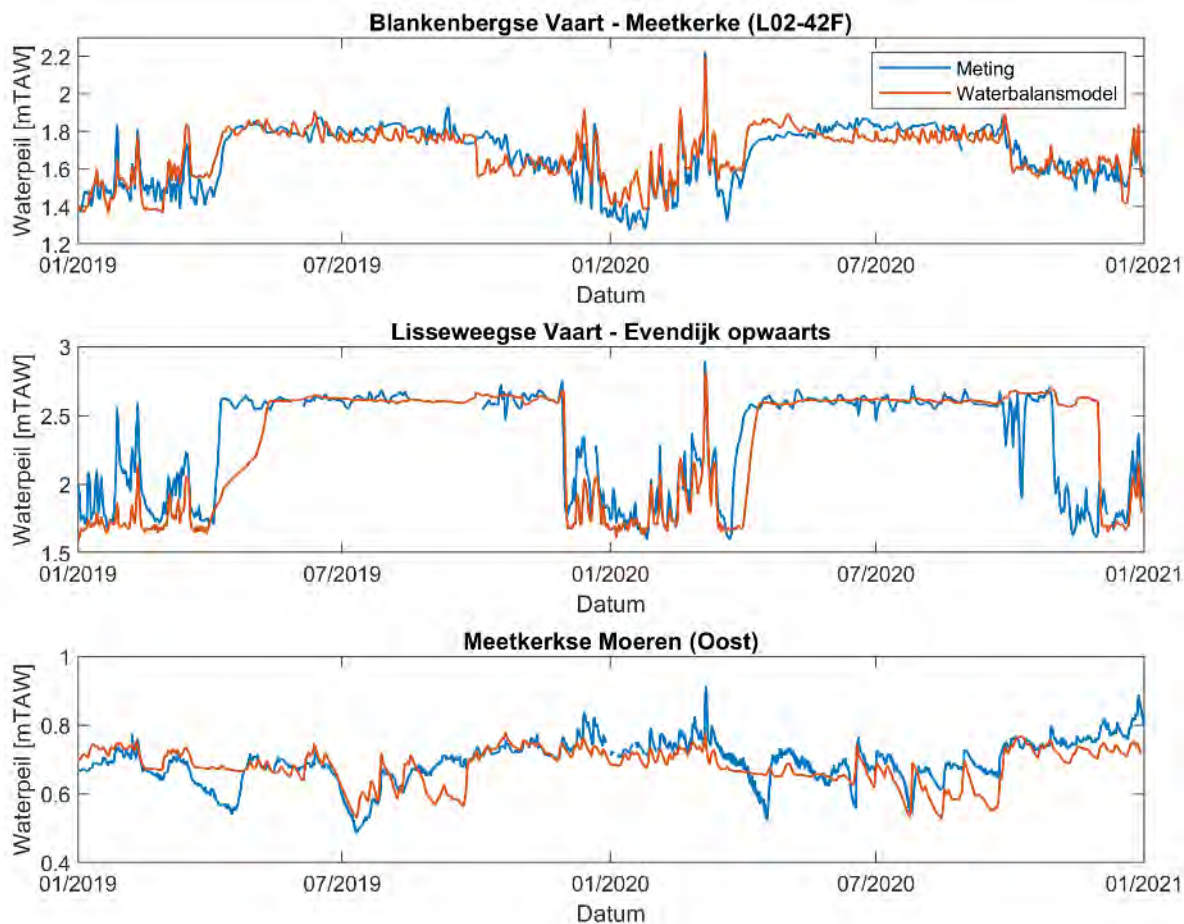 Blankenbergse Vaart - Meetkerke (L02-42F)
Waterpeil [mTAW]
2.2
2
1.8
1.6
1.4
1.2
Meting
Waterbalansmodel
01/2019 07/2019 01/2020 07/2020 01/2021
Datum
Lisseweegse Vaart - Evendijk opwaarts
Waterpeil [mTAW]
3
2.5
2
1.5
01/2019 07/2019 01/2020 07/2020 01/2021
Datum
Meetkerkse Moeren (Oost)
Waterpeil [mTAW]
1
0.8
0.6
0.4
01/2019 07/2019 01/2020 07/2020 01/2021
Datum